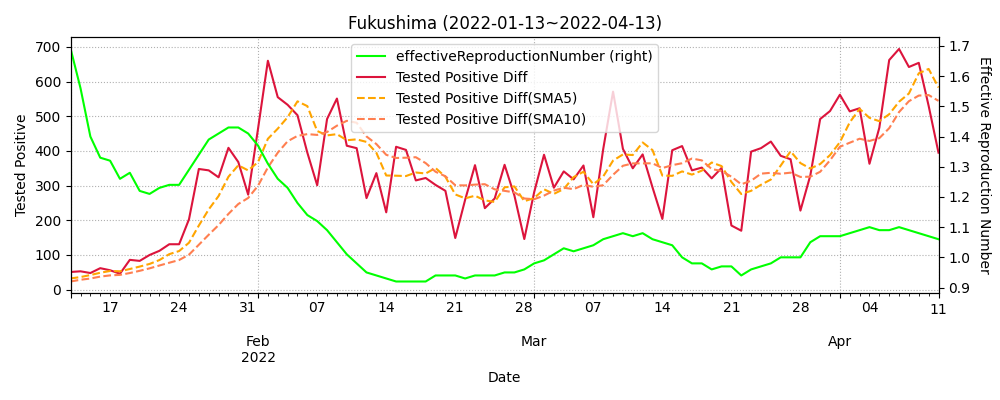 Fukushima (2022-01-13~2022-04-13)
effectiveReproductionNumber (right)
Tested Positive Diff
Tested Positive Diff(SMA5)
Tested Positive Diff(SMA10)
Tested Positive
700
600
500
400
300
200
100
0
1.7
1.6
1.5
1.4
1.3
1.2
1.1
1.0
0.9
Effective Reproduction Number
17 24 31 07 14 21 28 07 14 21 28 04 11
Feb Mar Apr
2022
Date